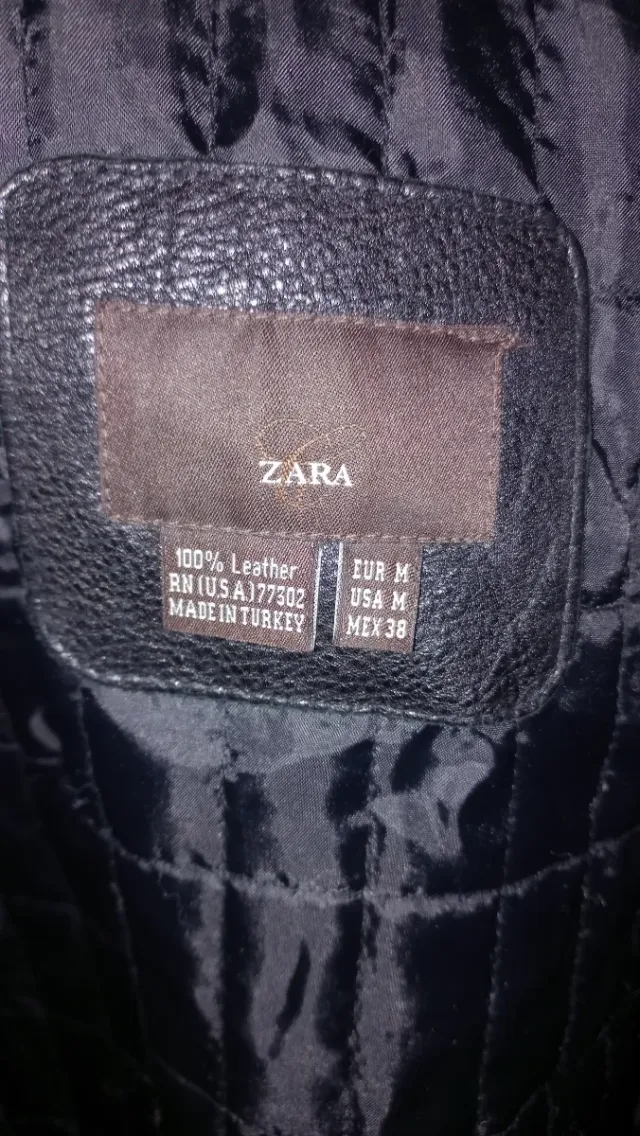 ZARA
100% Leather
RN(U.S.A.)77302
MADE IN TURKEY
EUR M
USA M
MEX 38